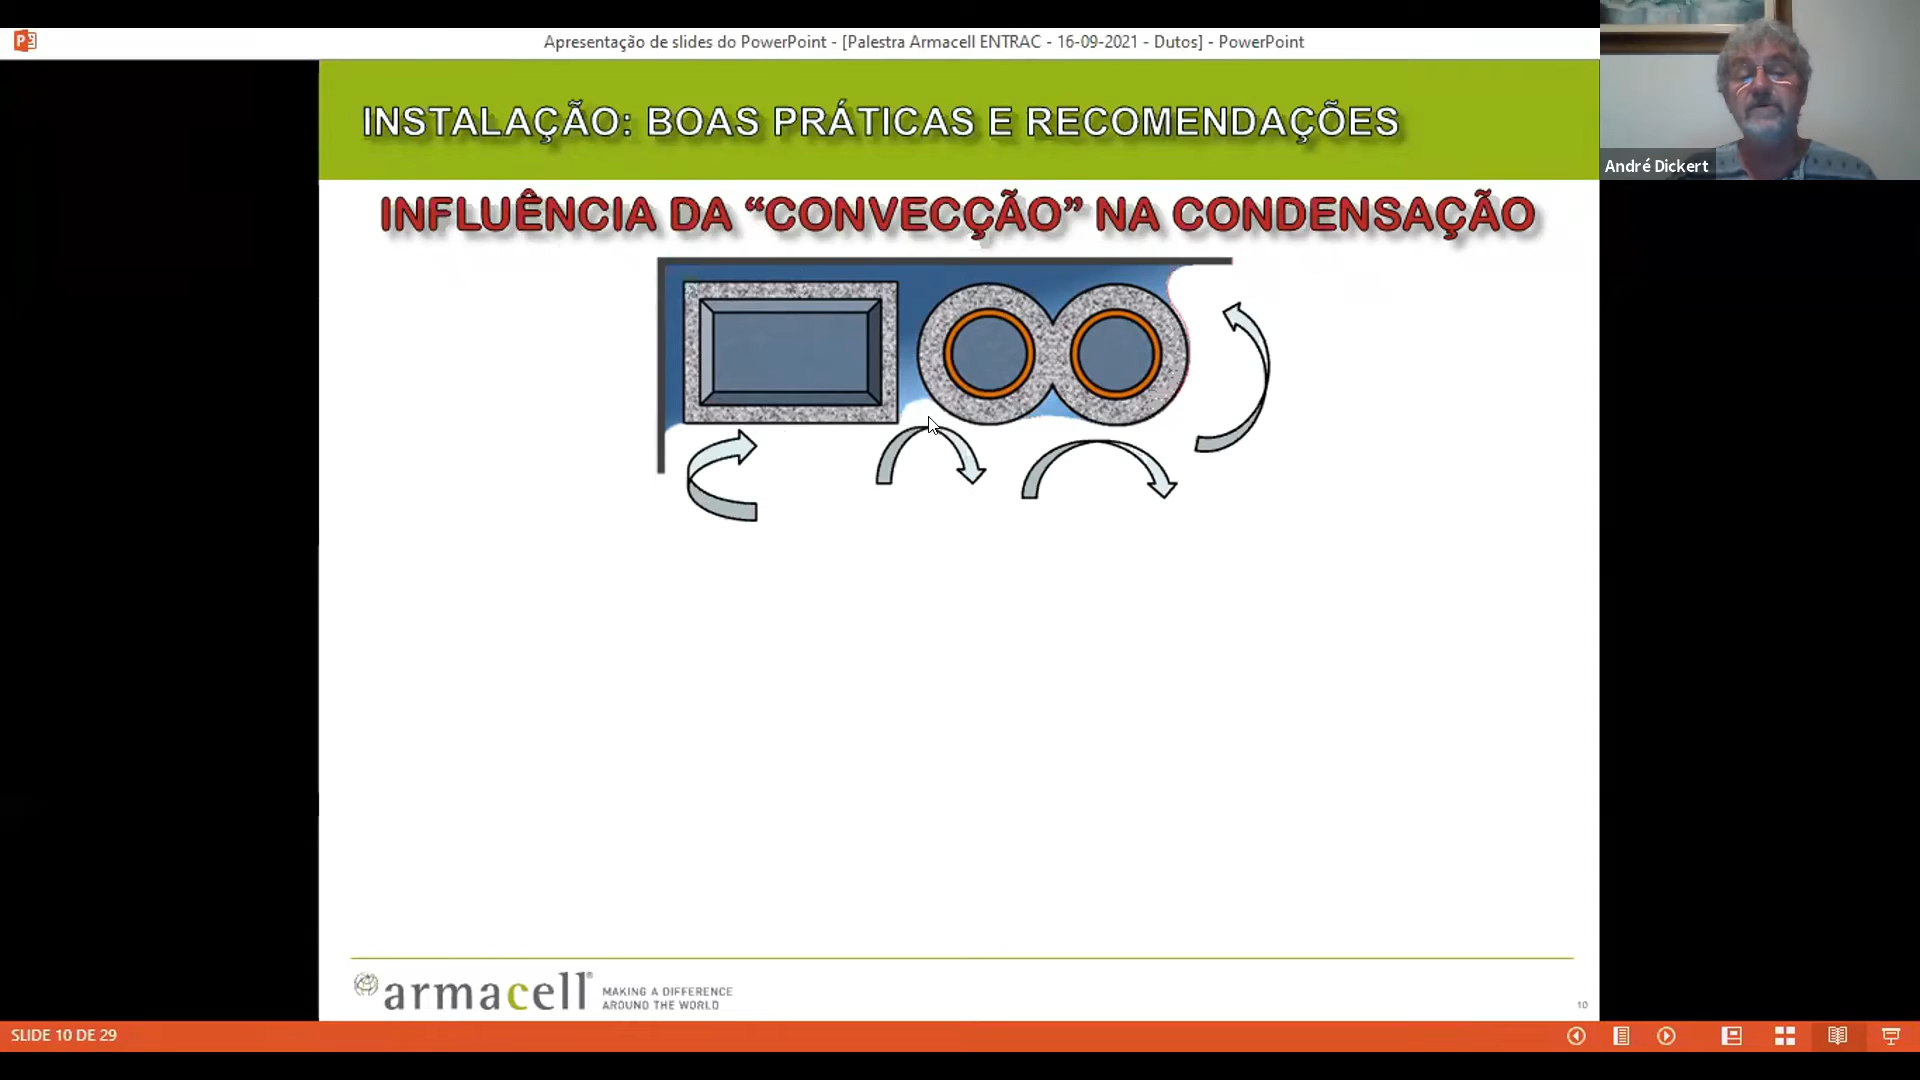 Apresentação de slides do PowerPoint - [Palestra Armacell ENTRAC - 16-09-2021 - Dutos] - PowerPoint
INSTALAÇÃO: BOAS PRÁTICAS E RECOMENDAÇÕES
André Dickert
INFLUÊNCIA DA “CONVECÇÃO” NA CONDENSAÇÃO
armacell®
MAKING A DIFFERENCE
AROUND THE WORLD
10
SLIDE 10 DE 29